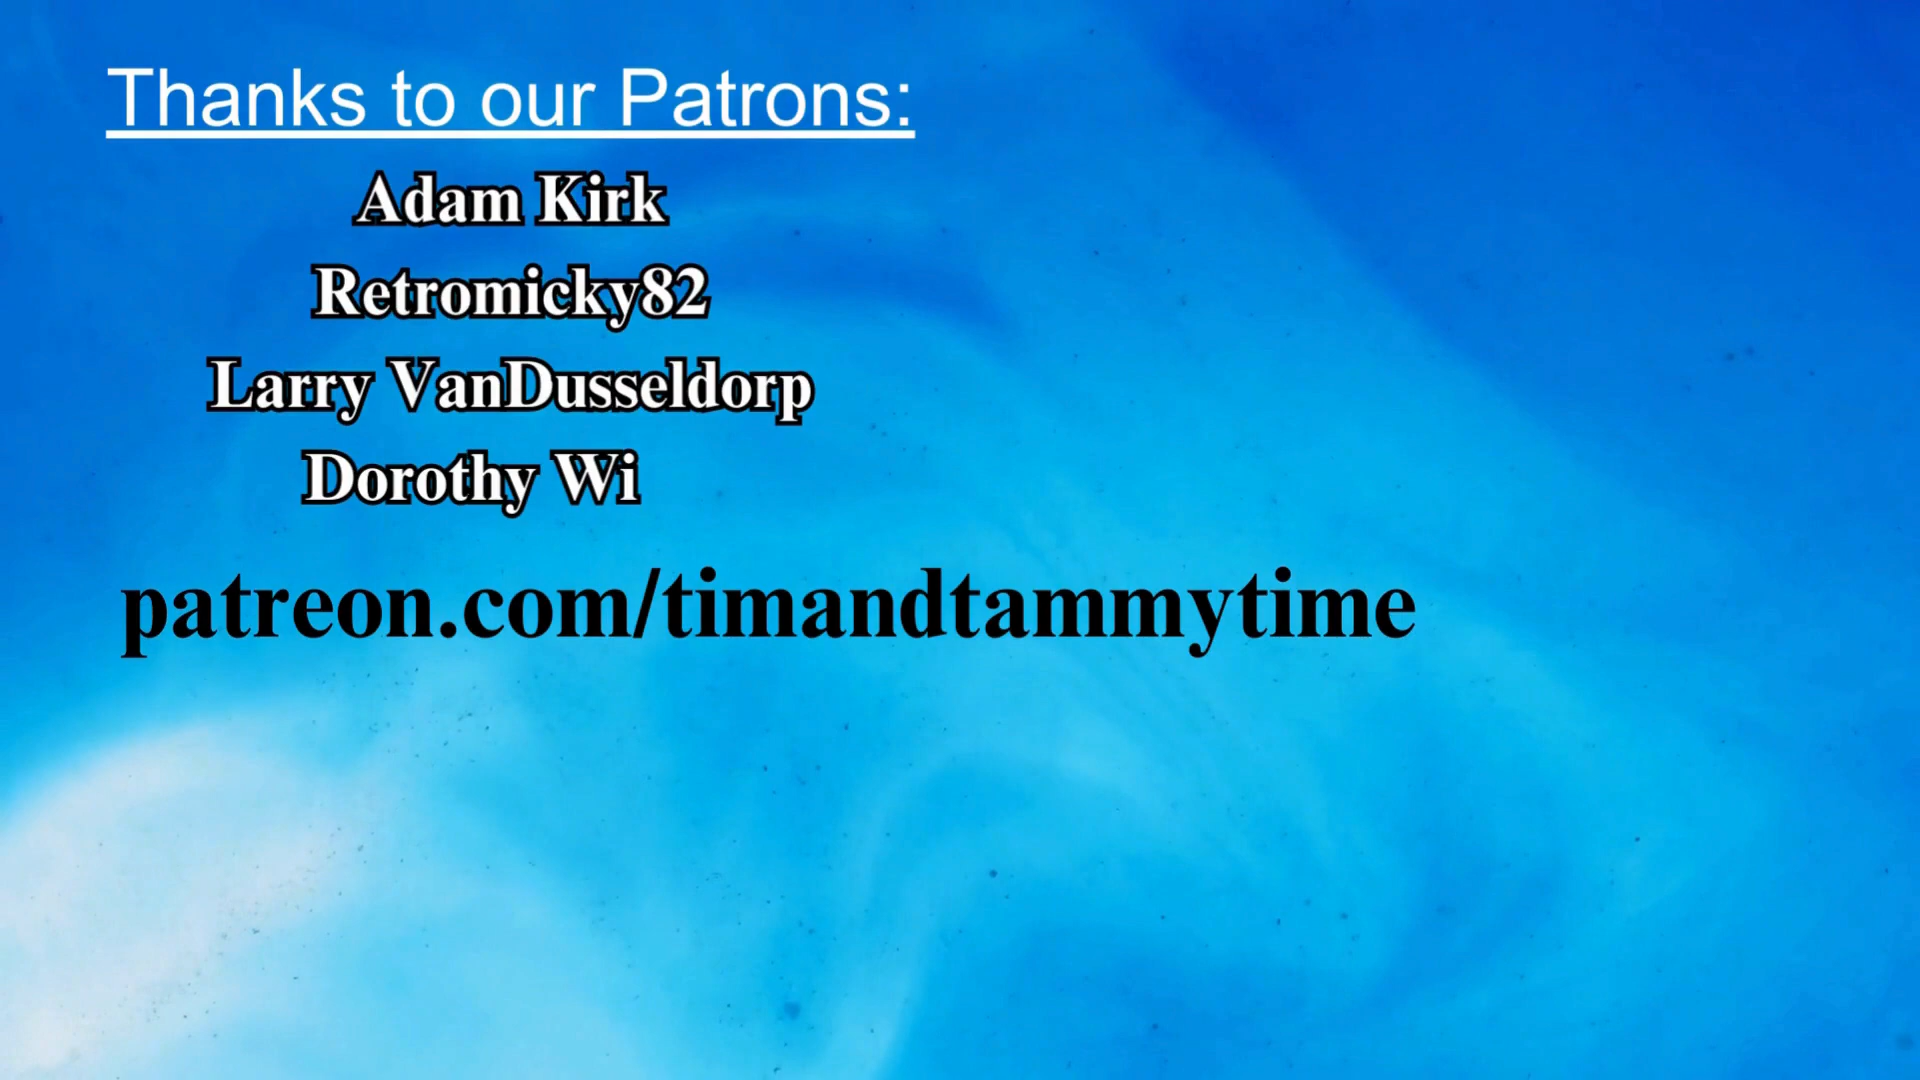 Thanks to our Patrons:
Adam Kirk
Retromicky82
Larry VanDusseldorp
Dorothy Wi
patreon.com/timandtammytime